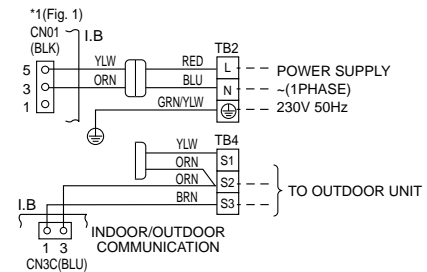 *1(Fig. 1)
CN01
(BLK)
I.B
5
3
1
YLW
ORN
RED
BLU
GRN/YLW
TB2
L
N
POWER SUPPLY
~(1PHASE)
230V 50Hz
TB4
YLW
ORN
ORN
BRN
S1
S2
S3
TO OUTDOOR UNIT
I.B
INDOOR/OUTDOOR
COMMUNICATION
1 3
CN3C(BLU)